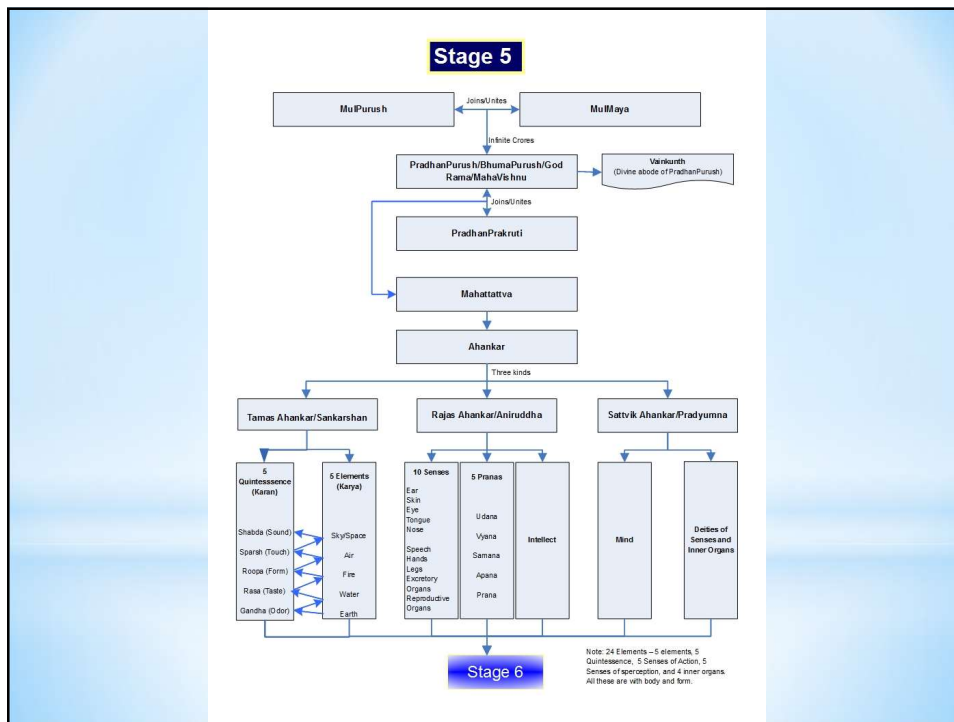 Stage 5
Joins/Unites
MulPurush
MulMaya
Infinite Crores
PradhanPurush/BhumaPurush/God
Rama/MahaVishnu
Vainkunth
(Divine abode of PradhanPurush)
Joins/Unites
PradhanPrakruti
Mahattattva
Ahankar
Three kinds
Tamas Ahankar/Sankarshan
Rajas Ahankar/Aniruddha
Sattvik Ahankar/Pradyumna
5
Quintesssence
(Karan)
Shabda (Sound)
Sparsh (Touch)
Roopa (Form)
Rasa (Taste)
Gandha (Odor)
5 Elements
(Karya)
Sky/Space
Air
Fire
Water
Earth
10 Senses
Ear
Skin
Eye
Tongue
Nose
Speech
Hands
Legs
Excretory
Organs
Reproductive
Organs
5 Pranas
Udana
Vyana
Samana
Apana
Prana
Intellect
Mind
Deities of
Senses and
Inner Organs
Stage 6
Note: 24 Elements – 5 elements, 5
Quintessence, 5 Senses of Action, 5
Senses of sperception, and 4 inner organs.
All these are with body and form.